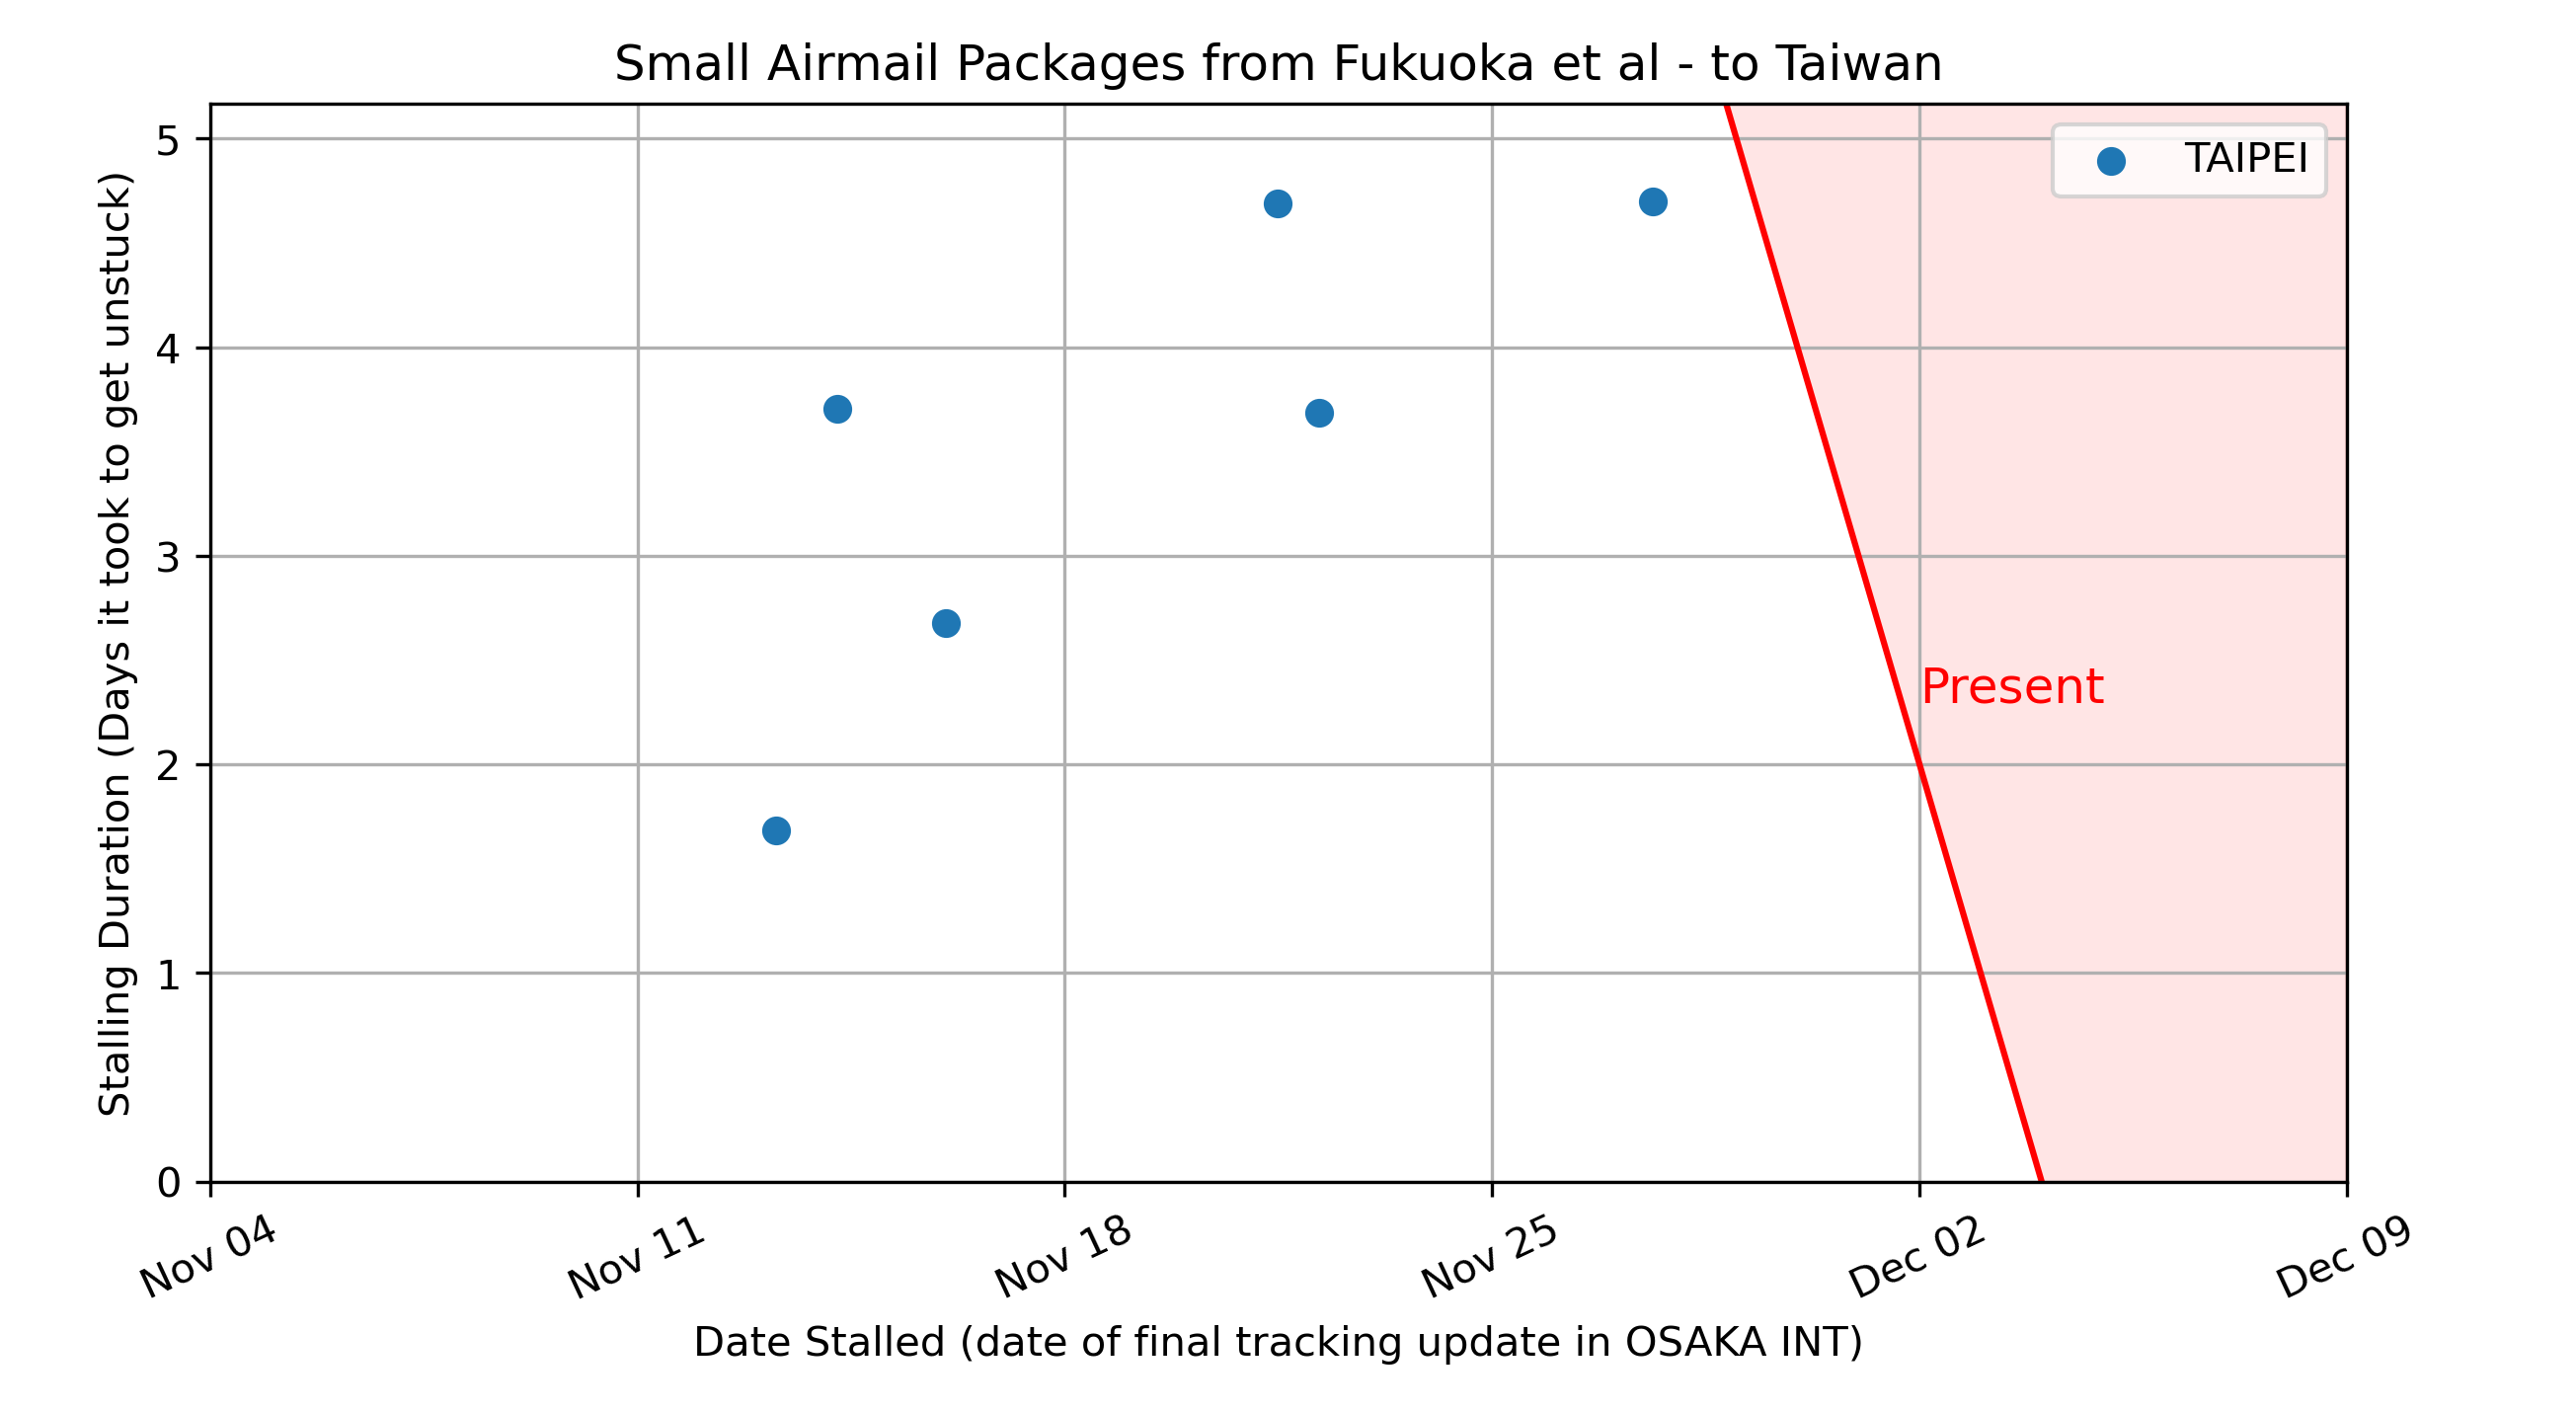 Small Airmail Packages from Fukuoka et al - to Taiwan
TAIPEI
Present
Stalling Duration (Days it took to get unstuck)
5
4
3
2
1
0
Nov 04
Nov 11
Nov 18
Nov 25
Dec 02
Dec 09
Date Stalled (date of final tracking update in OSAKA INT)